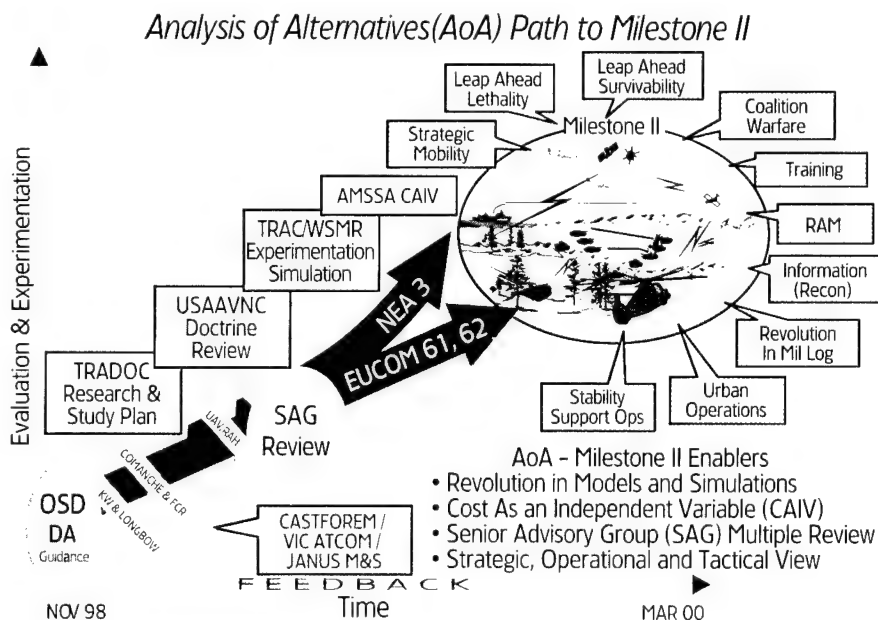 Analysis of Alternatives(AoA) Path to Milestone II
Evaluation & Experimentation
Leap Ahead
Lethality
Leap Ahead
Survivability
Milestone II
Coalition
Warfare
Strategic
Mobility
Training
AMSSA CAIV
RAM
TRAC/WSMR
Experimentation
Simulation
Information
(Recon)
USAAVNC
Doctrine
Review
NEA 3
EUCOM 61, 62
Revolution
In Mil Log
TRADOC
Research &
Study Plan
Stability
Support Ops
Urban
Operations
SAG
Review
UAV,RAH
COMANCHE & FCR
KW & LONGBOW
OSD
DA
Guidance
CASTFOREM /
VIC ATCOM /
JANUS M&S
AoA – Milestone II Enablers
• Revolution in Models and Simulations
• Cost As an Independent Variable (CAIV)
• Senior Advisory Group (SAG) Multiple Review
• Strategic, Operational and Tactical View
FEEDBACK
NOV 98
Time
MAR 00